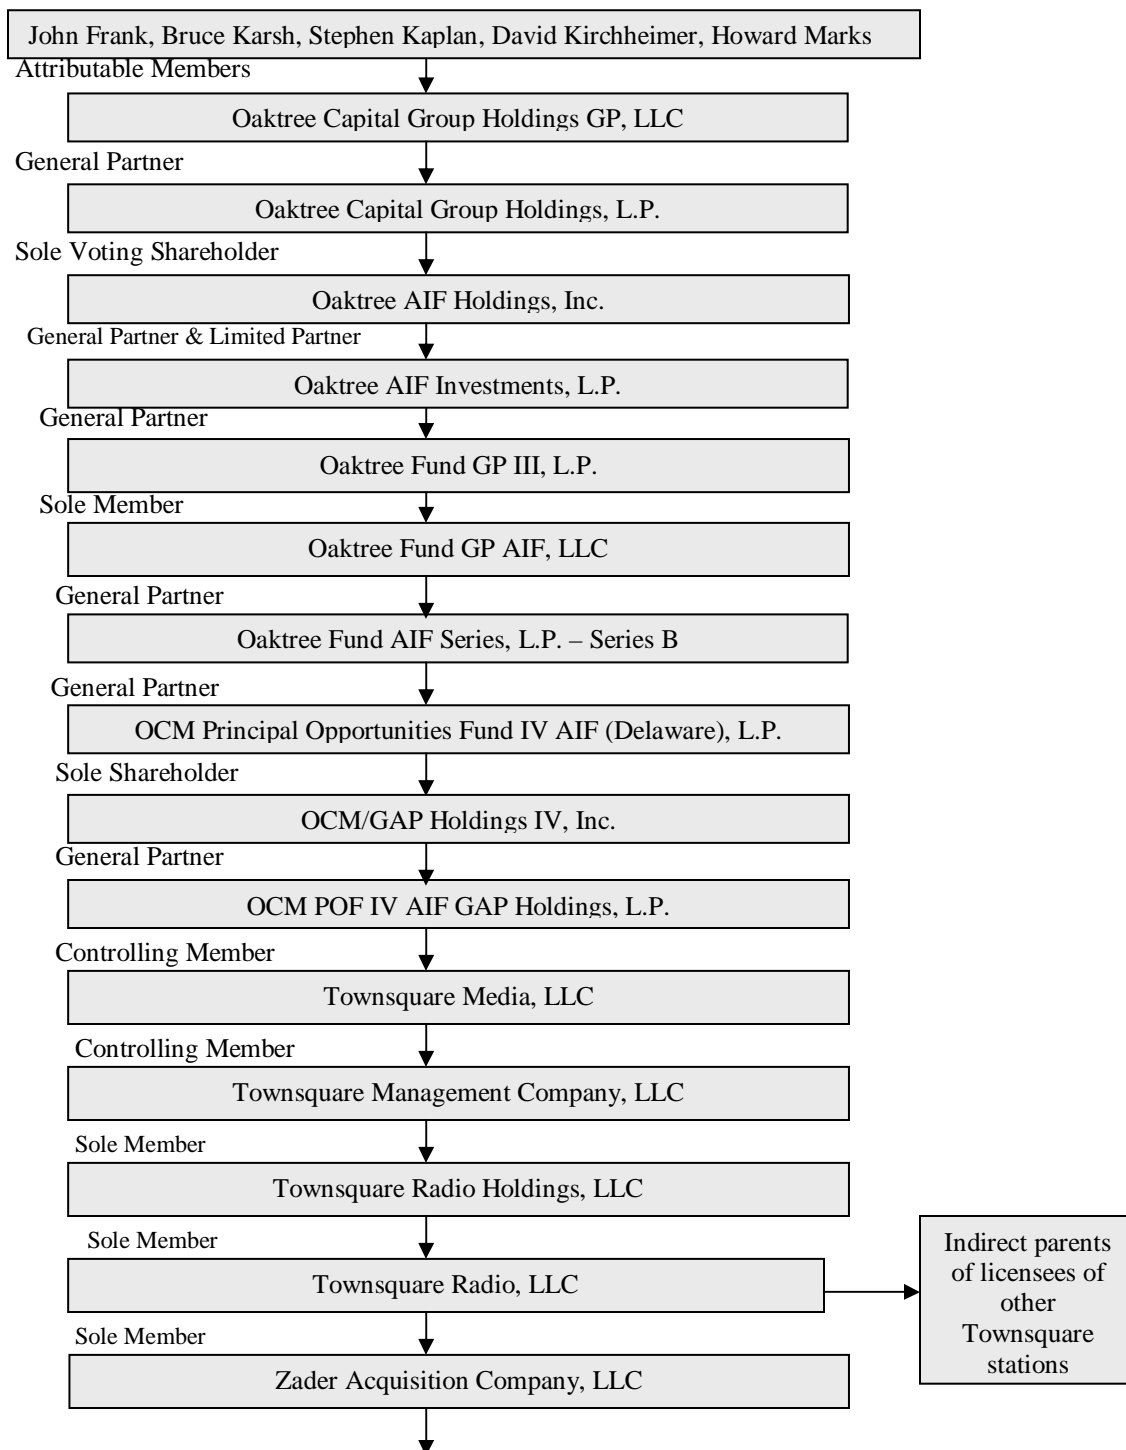 John Frank, Bruce Karsh, Stephen Kaplan, David Kirchheimer, Howard Marks
Attributable Members
Oaktree Capital Group Holdings GP, LLC
General Partner
Oaktree Capital Group Holdings, L.P.
Sole Voting Shareholder
Oaktree AIF Holdings, Inc.
General Partner & Limited Partner
Oaktree AIF Investments, L.P.
General Partner
Oaktree Fund GP III, L.P.
Sole Member
Oaktree Fund GP AIF, LLC
General Partner
Oaktree Fund AIF Series, L.P. – Series B
General Partner
OCM Principal Opportunities Fund IV AIF (Delaware), L.P.
Sole Shareholder
OCM/GAP Holdings IV, Inc.
General Partner
OCM POF IV AIF GAP Holdings, L.P.
Controlling Member
Townsquare Media, LLC
Controlling Member
Townsquare Management Company, LLC
Sole Member
Townsquare Radio Holdings, LLC
Sole Member
Townsquare Radio, LLC
Indirect parents
of licensees of
other
Townsquare
stations
Sole Member
Zader Acquisition Company, LLC